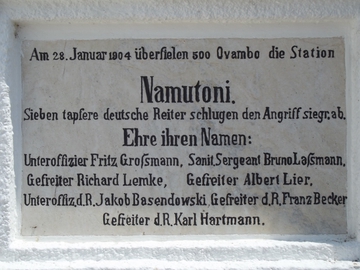 Am 28. Januar 1904 überfielen 500 Ovambo die Station
Namutoni.
Sieben tapfere deutsche Reiter schlugen den Angriff siegr. ab.
Ehre ihren Namen:
Unteroffizier Fritz Grossmann, Sanit. Sergeant Bruno Laßmann,
Gefreiter Richard Lemke, Gefreiter Albert Lier,
Unteroffiz. d.R. Jakob Basendowski, Gefreiter d.R. Franz Becker
Gefreiter d.R. Karl Hartmann.